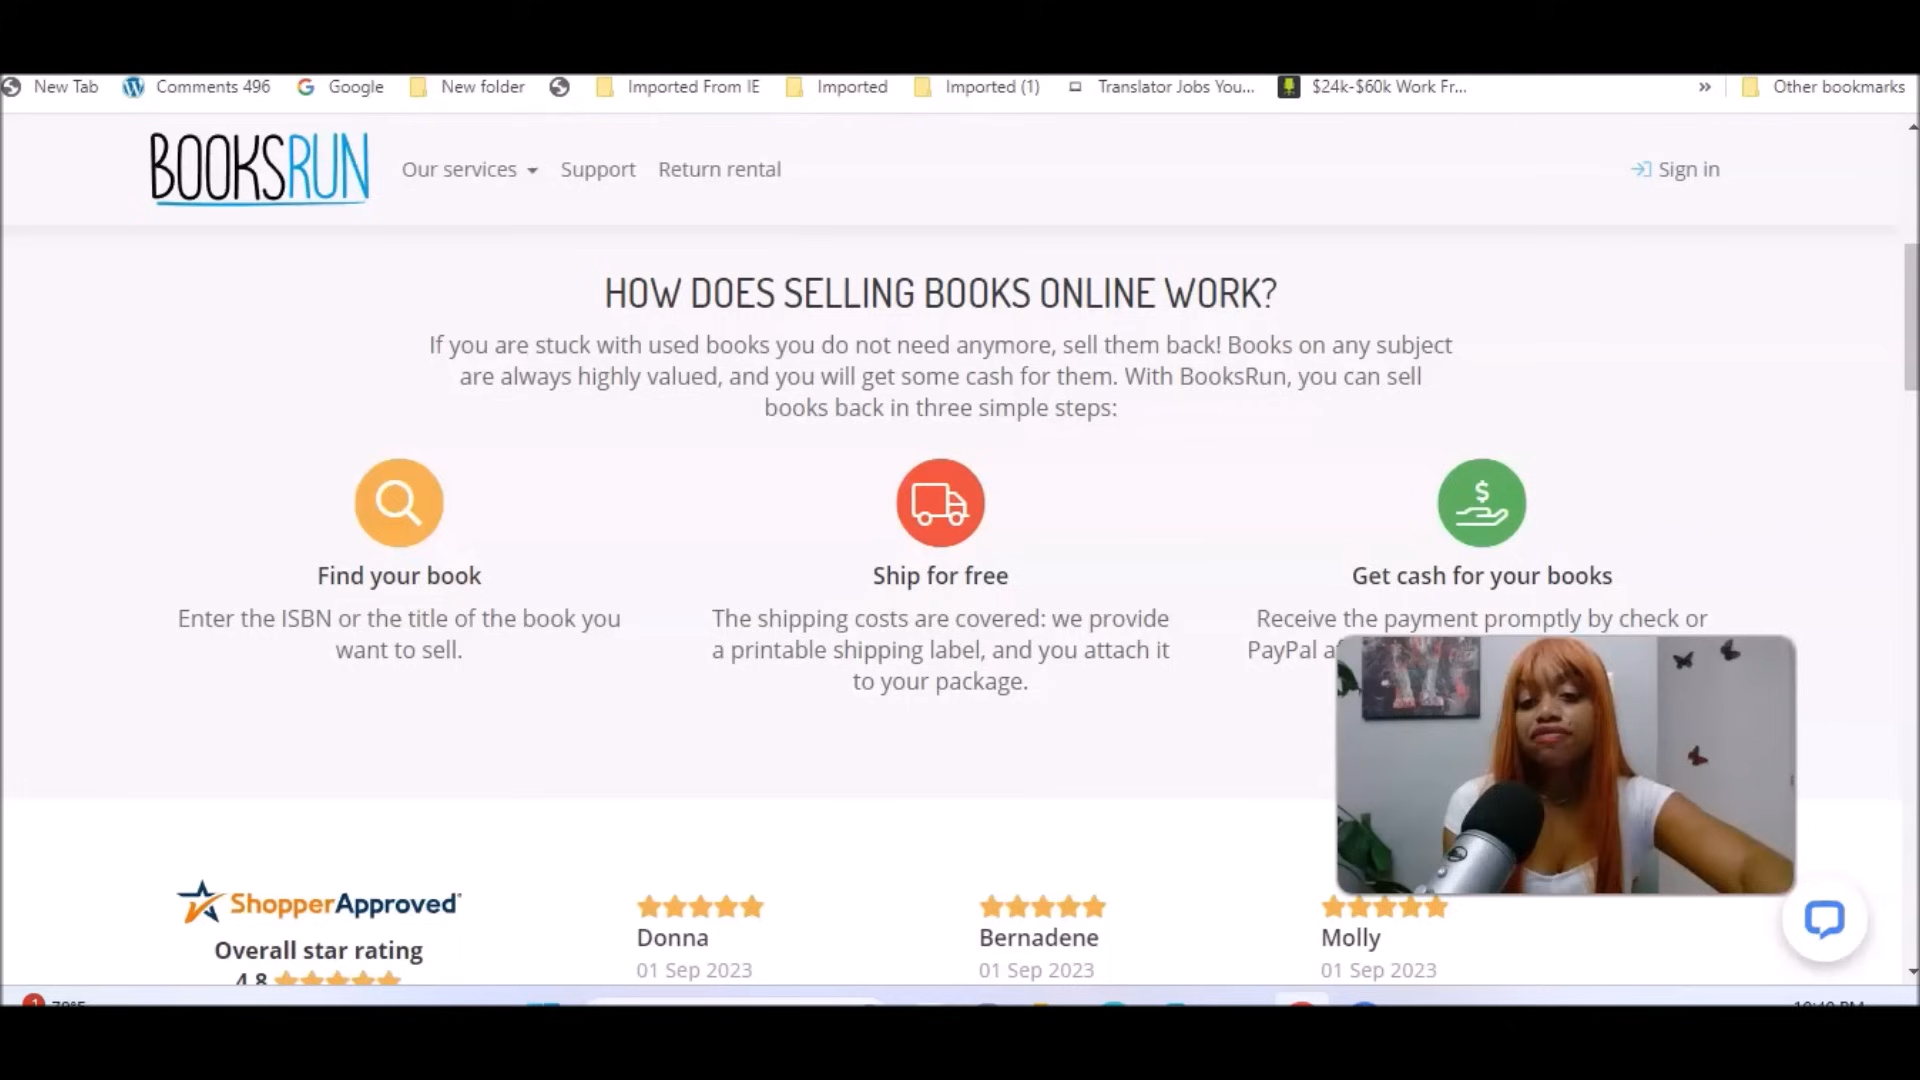 New Tab Comments 496 Google New folder Imported From IE Imported Imported (1) Translator Jobs You... $24k-$60k Work Fr... » Other bookmarks
BOOKSRUN Our services Support Return rental Sign in
HOW DOES SELLING BOOKS ONLINE WORK?
If you are stuck with used books you do not need anymore, sell them back! Books on any subject
are always highly valued, and you will get some cash for them. With BooksRun, you can sell
books back in three simple steps:
Find your book
Enter the ISBN or the title of the book you
want to sell.
Ship for free
The shipping costs are covered: we provide
a printable shipping label, and you attach it
to your package.
$
Get cash for your books
Receive the payment promptly by check or
PayPal
ShopperApproved
Overall star rating
4.8
Donna
01 Sep 2023
Bernadene
01 Sep 2023
Molly
01 Sep 2023